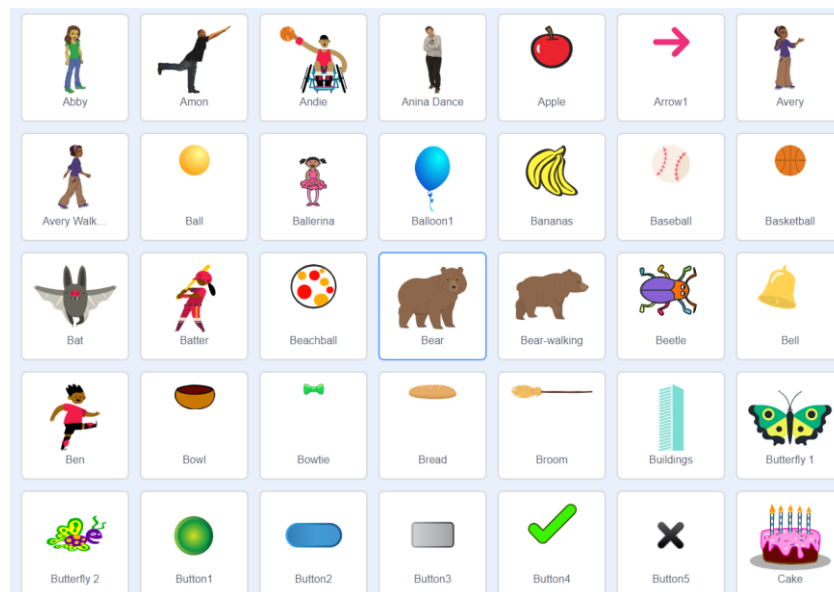 Abby
Amon
Andie
Anina Dance
Apple
Arrow1
Avery
Avery Walk...
Ball
Ballerina
Balloon1
Bananas
Baseball
Basketball
Bat
Batter
Beachball
Bear
Bear-walking
Beetle
Bell
Ben
Bowl
Bowtie
Bread
Broom
Buildings
Butterfly 1
Butterfly 2
Button1
Button2
Button3
Button4
Button5
Cake